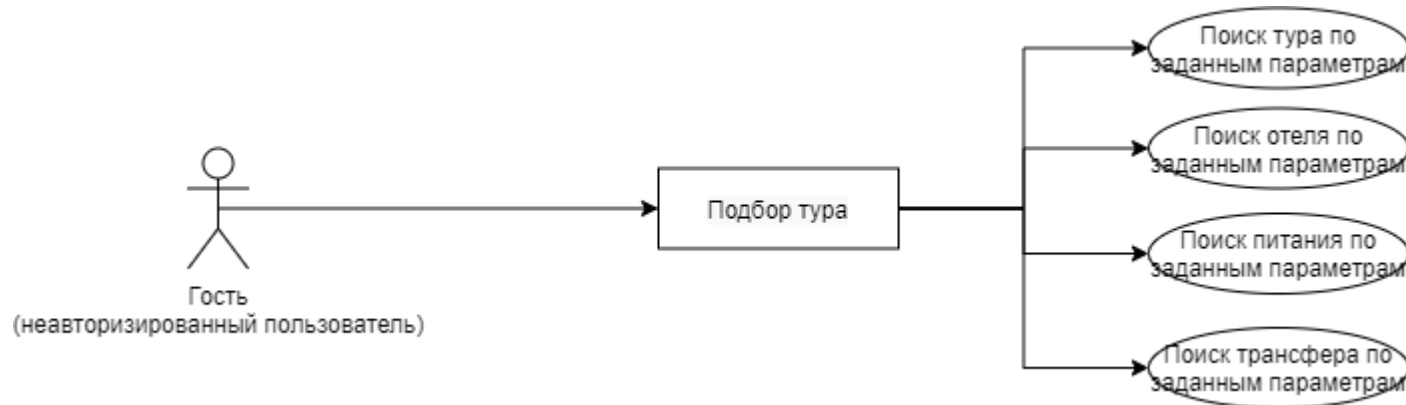 Поиск тура по
заданным параметрам
Поиск отеля по
заданным параметрам
Подбор тура
Поиск питания по
заданным параметрам
Гость
(неавторизированный пользователь)
Поиск трансфера по
заданным параметрам